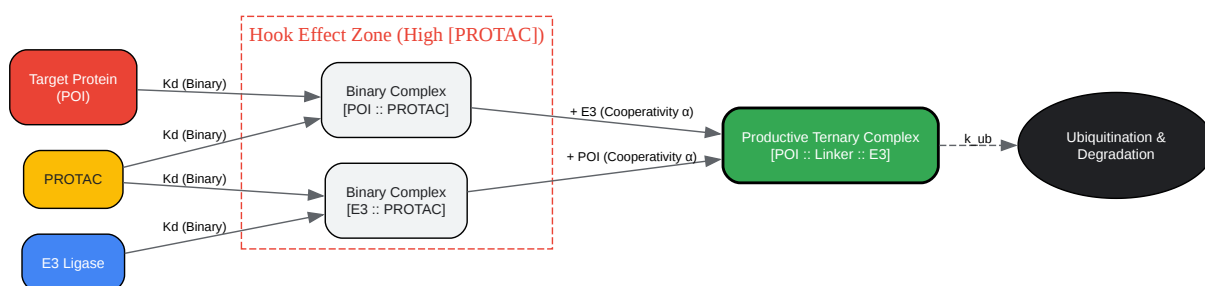 Hook Effect Zone (High [PROTAC])
Target Protein
(POI)
Kd (Binary)
Binary Complex
[POI :: PROTAC]
+ E3 (Cooperativity α)
Kd (Binary)
Productive Ternary Complex
[POI :: Linker :: E3]
k_ub
Ubiquitination &
Degradation
+ POI (Cooperativity α)
PROTAC
Kd (Binary)
Binary Complex
[E3 :: PROTAC]
Kd (Binary)
E3 Ligase